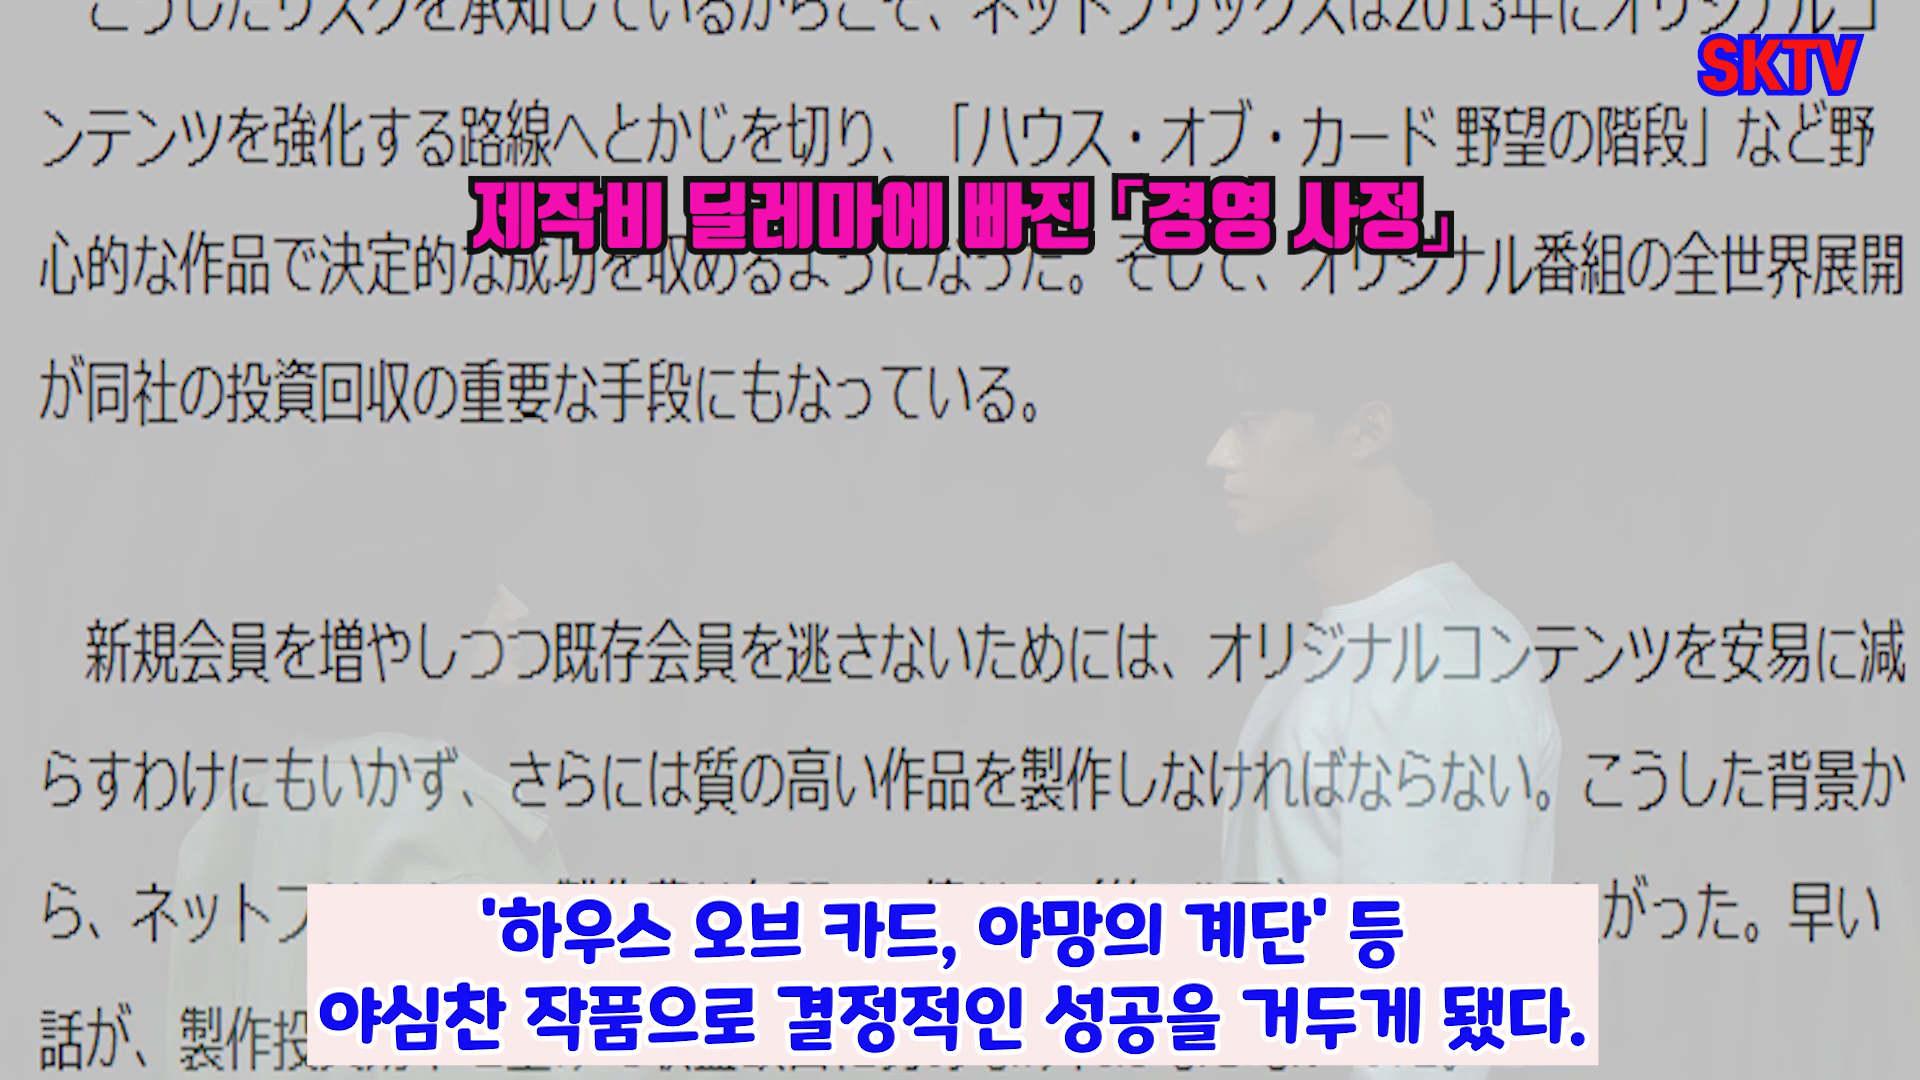 こうしたリスクを承知しているからこそ、ネットフリックスは2013年にオリジナルコ
SKTV
ンテンツを強化する路線へとかじを切り、「ハウス・オブ・カード 野望の階段」など野
제작비 딜레마에 빠진 「경영 사정」
心的な作品で決定的な成功を収めるようになった。そして、オリジナル番組の全世界展開
が同社の投資回収の重要な手段にもなっている。
新規会員を増やしつつ既存会員を逃さないためには、オリジナルコンテンツを安易に減
らすわけにもいかず、さらには質の高い作品を製作しなければならない。こうした背景か
ら、ネットフ がった。早い
'하우스 오브 카드, 야망의 계단' 등
야심찬 작품으로 결정적인 성공을 거두게 됐다.
話が、製作投